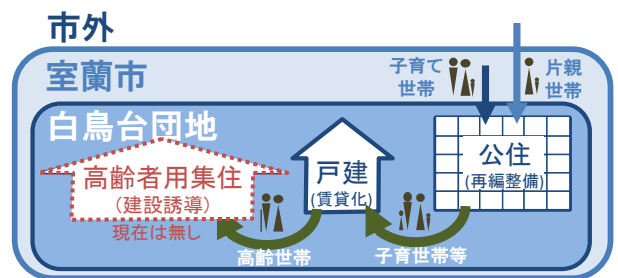 市外
室蘭市
子育て
世帯
片親
世帯
白鳥台団地
高齢者用集住
(建設誘導)
現在は無し
戸建
(賃貸化)
公住
(再編整備)
高齢世帯
子育世帯等